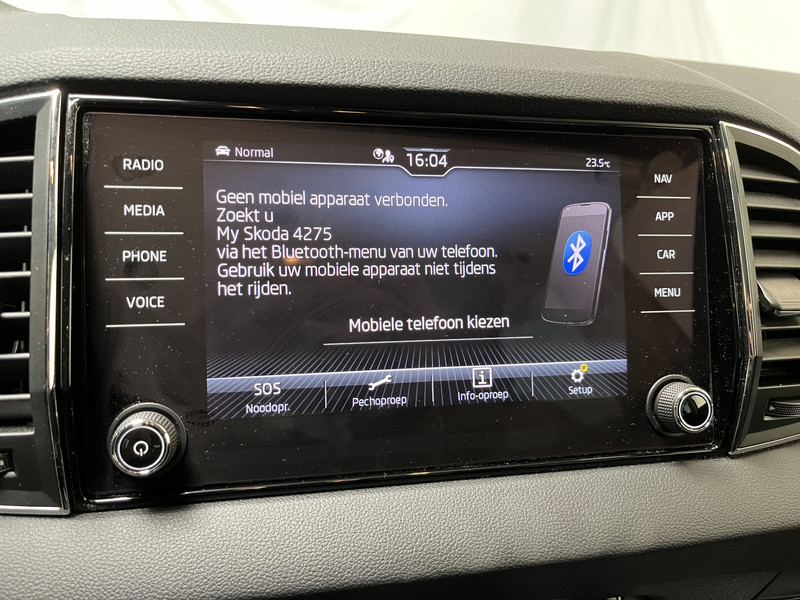 RADIO
MEDIA
PHONE
VOICE
Normal
16:04
23.5°C
Geen mobiel apparaat verbonden.
Zoekt u
My Skoda 4275
via het Bluetooth-menu van uw telefoon.
Gebruik uw mobiele apparaat niet tijdens
het rijden.
Mobiele telefoon kiezen
SOS
Noodopr.
Pechoproep
Info-oproep
Setup
NAV
APP
CAR
MENU